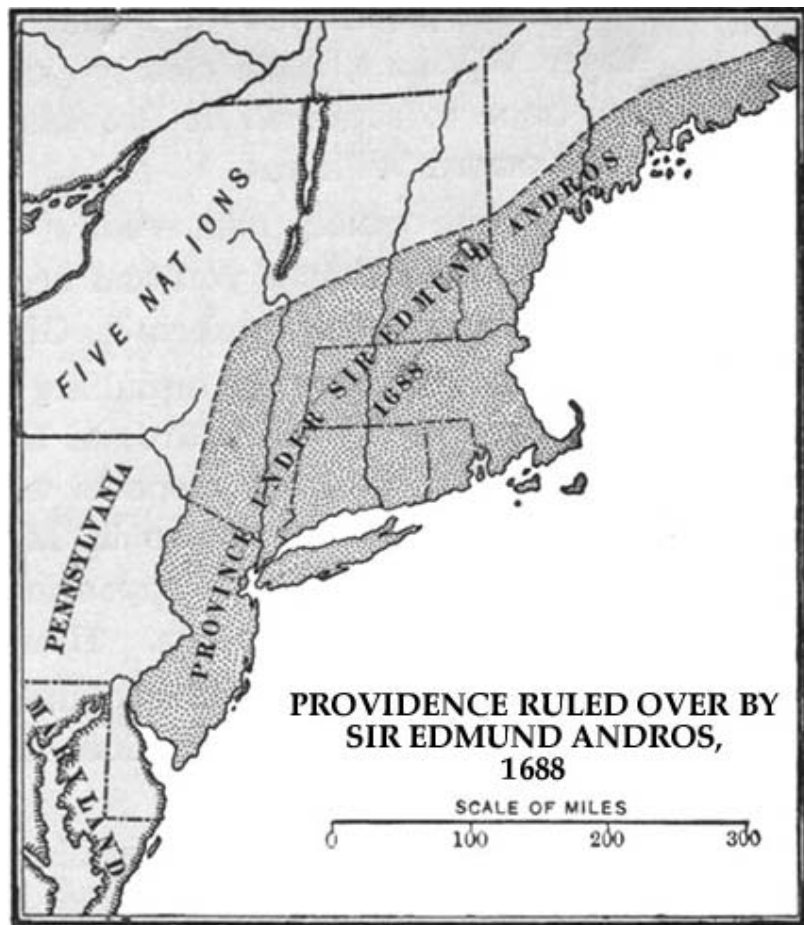 FIVE NATIONS
PROVINCE UNDER SIR EDMUND ANDROS
1688
PENNSYLVANIA
MARYLAND
PROVIDENCE RULED OVER BY
SIR EDMUND ANDROS,
1688
SCALE OF MILES
0 100 200 300